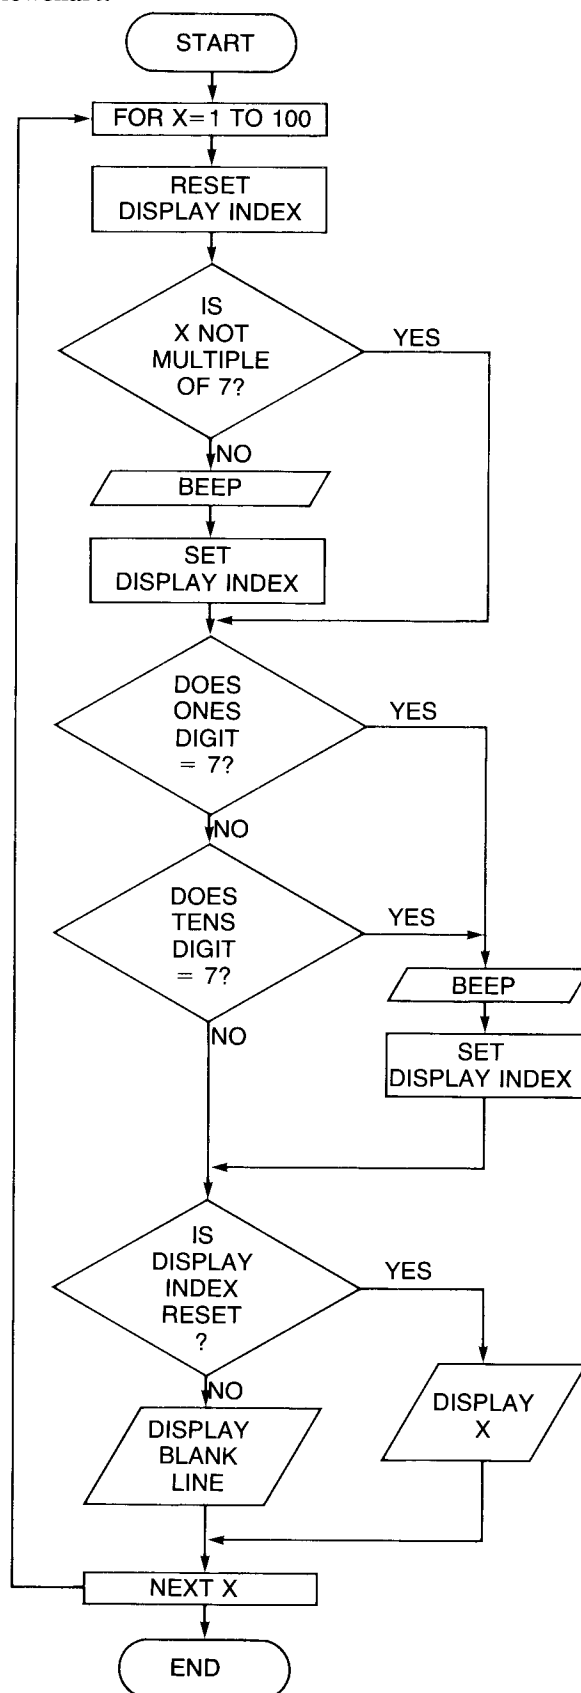 START
FOR X=1 TO 100
RESET
DISPLAY INDEX
IS
X NOT
MULTIPLE
OF 7?
YES
NO
BEEP
SET
DISPLAY INDEX
DOES
ONES
DIGIT
= 7?
YES
NO
DOES
TENS
DIGIT
= 7?
YES
BEEP
NO
SET
DISPLAY INDEX
IS
DISPLAY
INDEX
RESET
?
YES
NO
DISPLAY
X
DISPLAY
BLANK
LINE
NEXT X
END